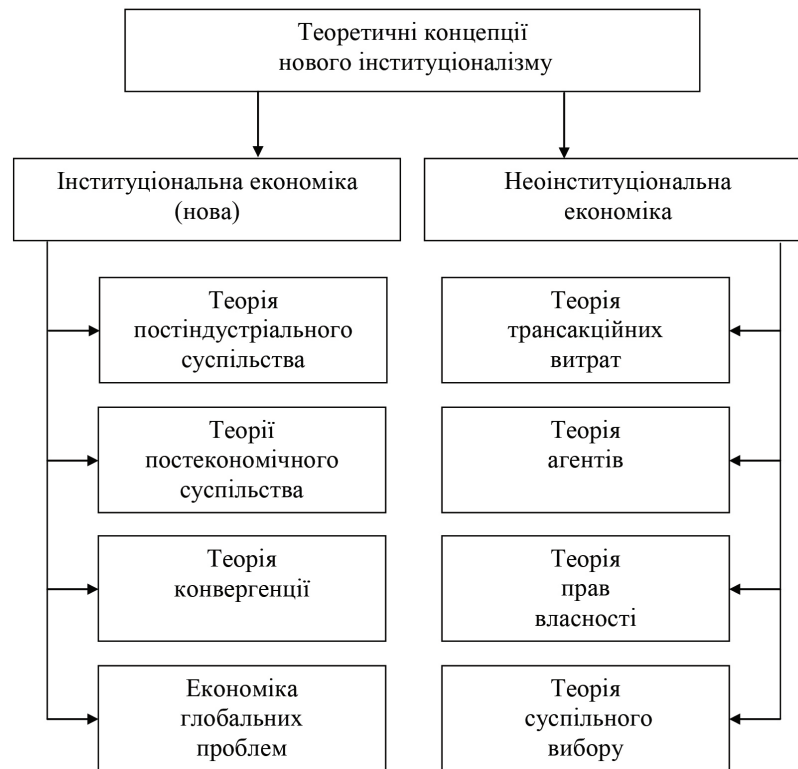 Теоретичні концепції
нового інституціоналізму
Інституціональна економіка
(нова)
Неоінституціональна
економіка
Теорія
постіндустріального
суспільства
Теорія
трансакційних
витрат
Теорії
постекономічного
суспільства
Теорія
агентів
Теорія
конвергенції
Теорія
прав
власності
Економіка
глобальних
проблем
Теорія
суспільного
вибору